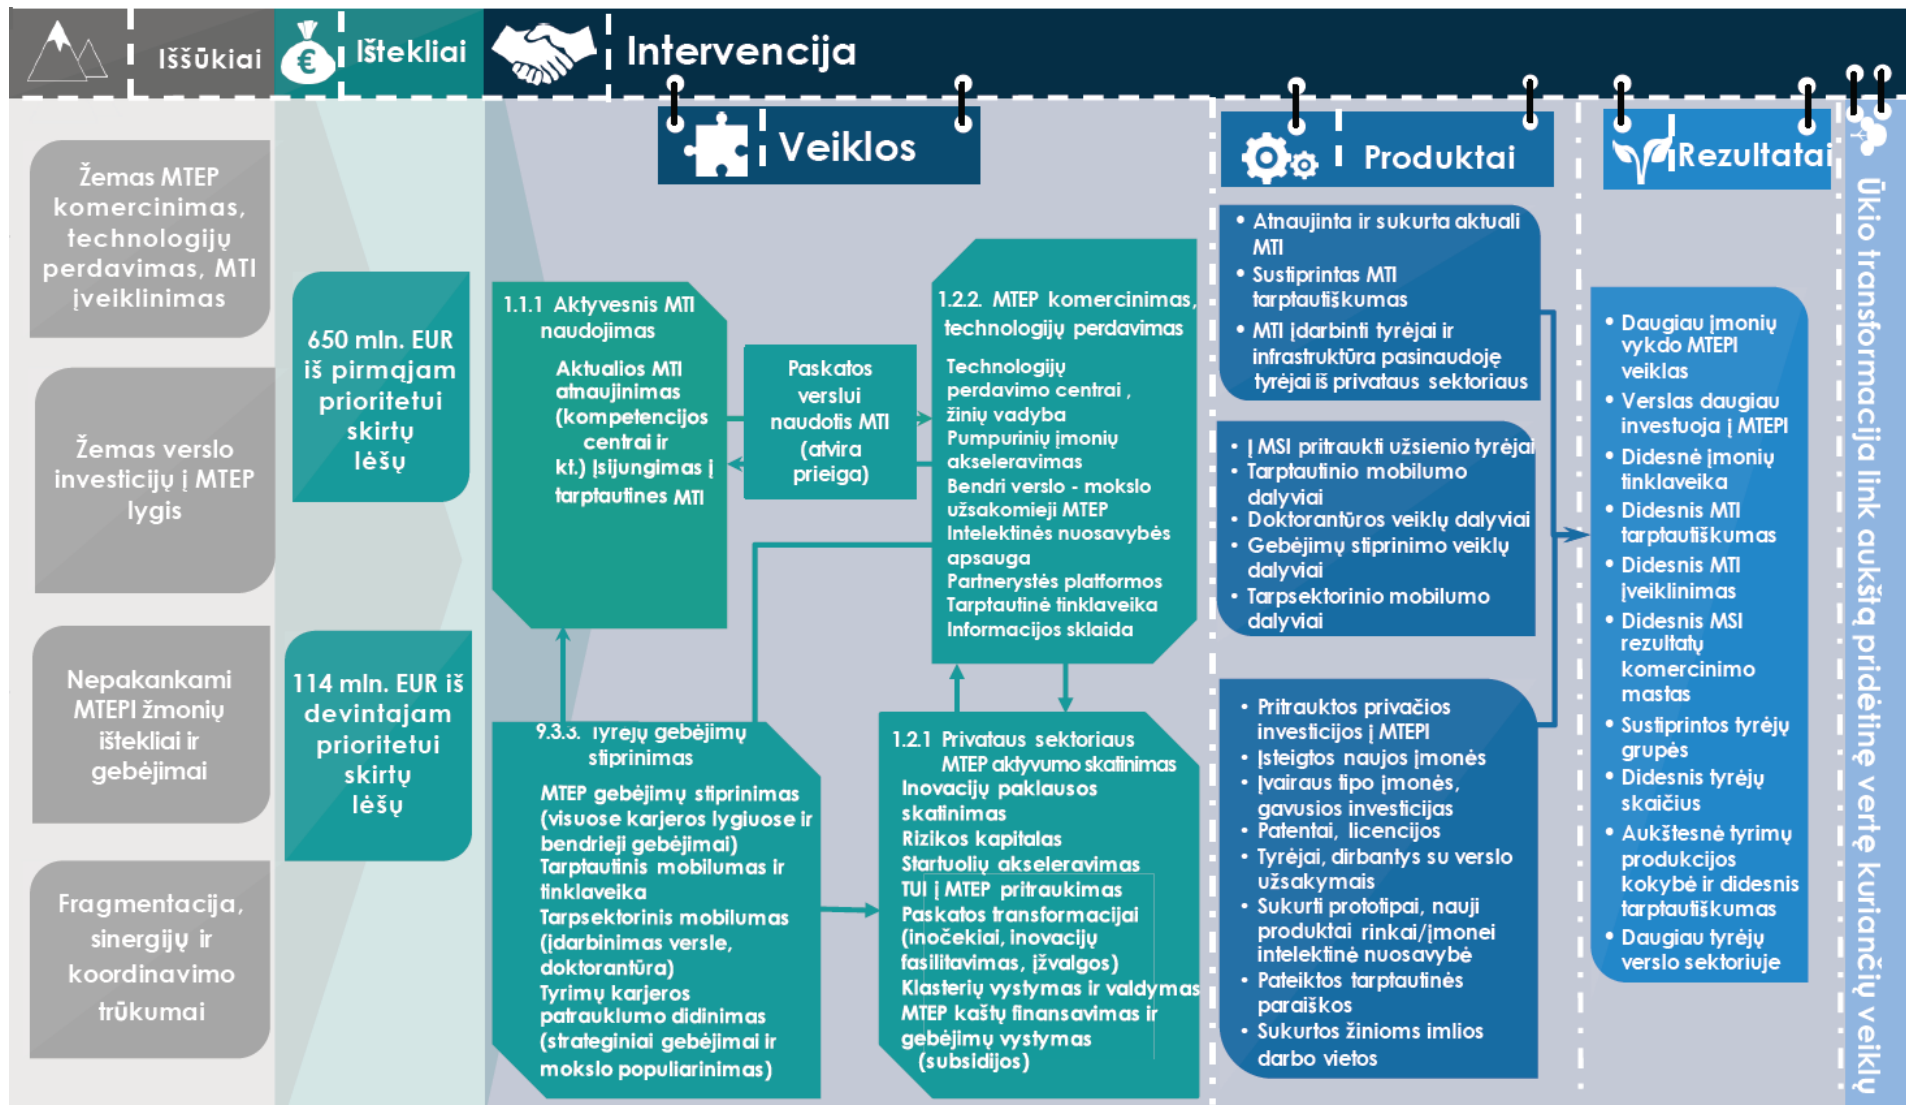 Iššūkiai
Ištekliai
Intervencija
Veiklos
Produktai
Rezultatai
Žemas MTEP
komercinimas,
technologijų
perdavimas, MTI
įveiklinimas
Žemas verslo
investicijų į MTEP
lygis
Nepakankami
MTEPI žmonių
ištekliai ir
gebėjimai
Fragmentacija,
sinergijų ir
koordinavimo
trūkumai
650 mln. EUR
iš pirmąjam
prioritetui
skirtų
lėšų
114 mln. EUR iš
devintajam
prioritetui
skirtų
lėšų
1.1.1 Aktyvesnis MTI
naudojimas
Aktualios MTI
atnaujinimas
(kompetencijos
centrai ir
kt.) Įsijungimas į
tarptautines MTI
Paskatos
verslui
naudotis MTI
(atvira
prieiga)
1.2.2. MTEP komercinimas,
technologijų perdavimas
Technologijų
perdavimo centrai ,
žinių vadyba
Pumpurinių įmonių
akseleravimas
Bendri verslo - mokslo
užsakomieji MTEP
Intelektinės nuosavybės
apsauga
Partnerystės platformos
Tarptautinė tinklaveika
Informacijos sklaida
9.3.3. Tyrėjų gebėjimų
stiprinimas
MTEP gebėjimų stiprinimas
(visuose karjeros lygiuose ir
bendrieji gebėjimai)
Tarptautinis mobilumas ir
tinklaveika
Tarpsektorinis mobilumas
(įdarbinimas versle,
doktorantūra)
Tyrimų karjeros
patrauklumo didinimas
(strateginiai gebėjimai ir
mokslo populiarinimas)
1.2.1 Privataus sektoriaus
MTEP aktyvumo skatinimas
Inovacijų paklausos
skatinimas
Rizikos kapitalas
Startuolių akseleravimas
TUI į MTEP pritraukimas
Paskatos transformacijai
(inočekiai, inovacijų
fasilitavimas, įžvalgos)
Klasterių vystymas ir valdymas
MTEP kaštų finansavimas ir
gebėjimų vystymas
(subsidijos)
• Atnaujinta ir sukurta aktuali
MTI
• Sustiprintas MTI
tarptautiškumas
• MTI įdarbinti tyrėjai ir
infrastruktūra pasinaudoję
tyrėjai iš privataus sektoriaus
• Į MSI pritraukti užsienio tyrėjai
• Tarptautinio mobilumo
dalyviai
• Doktorantūros veiklų dalyviai
• Gebėjimų stiprinimo veiklų
dalyviai
• Tarpsektorinio mobilumo
dalyviai
• Pritrauktos privačios
investicijos į MTEPI
• Įsteigtos naujos įmonės
• Įvairaus tipo įmonės,
gavusios investicijas
• Patentai, licencijos
• Tyrėjai, dirbantys su verslo
užsakymais
• Sukurti prototipai, nauji
produktai rinkai/įmonei
intelektinė nuosavybė
• Pateiktos tarptautinės
paraiškos
• Sukurtos žinioms imlios
darbo vietos
• Daugiau įmonių
vykdo MTEPI
veiklas
• Verslas daugiau
investuoja į MTEPI
• Didesnė įmonių
tinklaveika
• Didesnis MTI
tarptautiškumas
• Didesnis MTI
įveiklinimas
• Didesnis MSI
rezultatų
komercinimo
mastas
• Sustiprintos tyrėjų
grupės
• Didesnis tyrėjų
skaičius
• Aukštesnė tyrimų
produkcijos
kokybė ir didesnis
tarptautiškumas
• Daugiau tyrėjų
verslo sektoriuje
Ūkio transformacija link aukštą pridėtinę vertę kuriančių veiklų